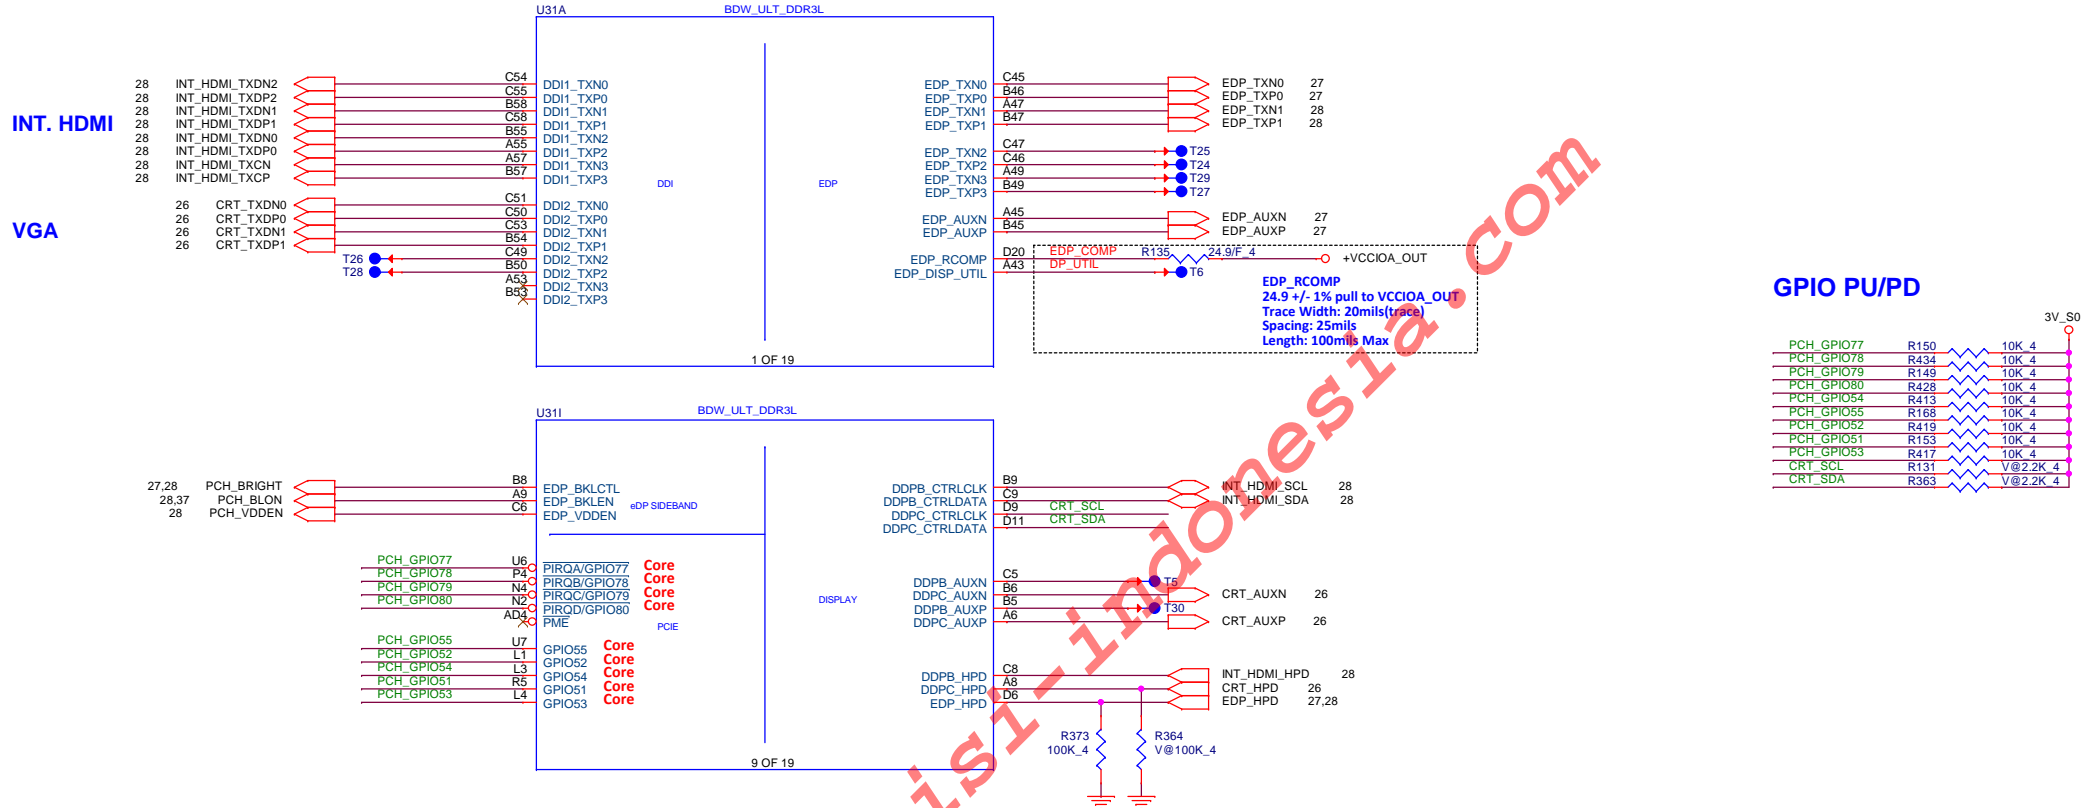 U31A
BDW_ULT_DDR3L
INT. HDMI
28 INT_HDMI_TXDN2 C54 DDI1_TXN0
28 INT_HDMI_TXDP2 C55 DDI1_TXP0
28 INT_HDMI_TXDN1 B58 DDI1_TXN1
28 INT_HDMI_TXDP1 C58 DDI1_TXP1
28 INT_HDMI_TXDN0 B55 DDI1_TXN2
28 INT_HDMI_TXDP0 A55 DDI1_TXP2
28 INT_HDMI_TXCN A57 DDI1_TXN3
28 INT_HDMI_TXCP B57 DDI1_TXP3
VGA
26 CRT_TXDN0 C51 DDI2_TXN0
26 CRT_TXDP0 C50 DDI2_TXP0
26 CRT_TXDN1 C53 DDI2_TXN1
26 CRT_TXDP1 B54 DDI2_TXP1
T26 C49 DDI2_TXN2
T28 B50 DDI2_TXP2
A53 DDI2_TXN3
B53 DDI2_TXP3
DDI
EDP
EDP_TXN0 C45 EDP_TXN0 27
EDP_TXP0 B46 EDP_TXP0 27
EDP_TXN1 A47 EDP_TXN1 28
EDP_TXP1 B47 EDP_TXP1 28
EDP_TXN2 C47 T25
EDP_TXP2 C46 T24
EDP_TXN3 A49 T29
EDP_TXP3 B49 T27
EDP_AUXN A45 EDP_AUXN 27
EDP_AUXP B45 EDP_AUXP 27
EDP_RCOMP D20 EDP_COMP R135 24.9/F_4 +VCCIOA_OUT
EDP_DISP_UTIL A43 DP_UTIL T6
EDP_RCOMP
24.9 +/- 1% pull to VCCIOA_OUT
Trace Width: 20mils(trace)
Spacing: 25mils
Length: 100mils Max
1 OF 19
GPIO PU/PD
3V_S0
PCH_GPIO77 R150 10K_4
PCH_GPIO78 R434 10K_4
PCH_GPIO79 R149 10K_4
PCH_GPIO80 R428 10K_4
PCH_GPIO54 R413 10K_4
PCH_GPIO55 R168 10K_4
PCH_GPIO52 R419 10K_4
PCH_GPIO51 R153 10K_4
PCH_GPIO53 R417 10K_4
CRT_SCL R131 V@2.2K_4
CRT_SDA R363 V@2.2K_4
U31I
BDW_ULT_DDR3L
27,28 PCH_BRIGHT B8 EDP_BKLCTL
28,37 PCH_BLON A9 EDP_BKLEN
28 PCH_VDDEN C6 EDP_VDDEN
eDP SIDEBAND
PCH_GPIO77 U6 PIRQA/GPIO77 Core
PCH_GPIO78 P4 PIRQB/GPIO78 Core
PCH_GPIO79 N4 PIRQC/GPIO79 Core
PCH_GPIO80 N2 PIRQD/GPIO80 Core
AD4 PME
PCIE
PCH_GPIO55 U7 GPIO55 Core
PCH_GPIO52 L1 GPIO52 Core
PCH_GPIO54 L3 GPIO54 Core
PCH_GPIO51 R5 GPIO51 Core
PCH_GPIO53 L4 GPIO53 Core
DISPLAY
DDPB_CTRLCLK B9 INT_HDMI_SCL 28
DDPB_CTRLDATA C9 INT_HDMI_SDA 28
DDPC_CTRLCLK D9 CRT_SCL
DDPC_CTRLDATA D11 CRT_SDA
DDPB_AUXN C5 T5
DDPC_AUXN B6 CRT_AUXN 26
DDPB_AUXP B5 T30
DDPC_AUXP A6 CRT_AUXP 26
DDPB_HPD C8 INT_HDMI_HPD 28
DDPC_HPD A8 CRT_HPD 26
EDP_HPD D6 EDP_HPD 27,28
R373 R364
100K_4 V@100K_4
9 OF 19
isi-indonesia.com